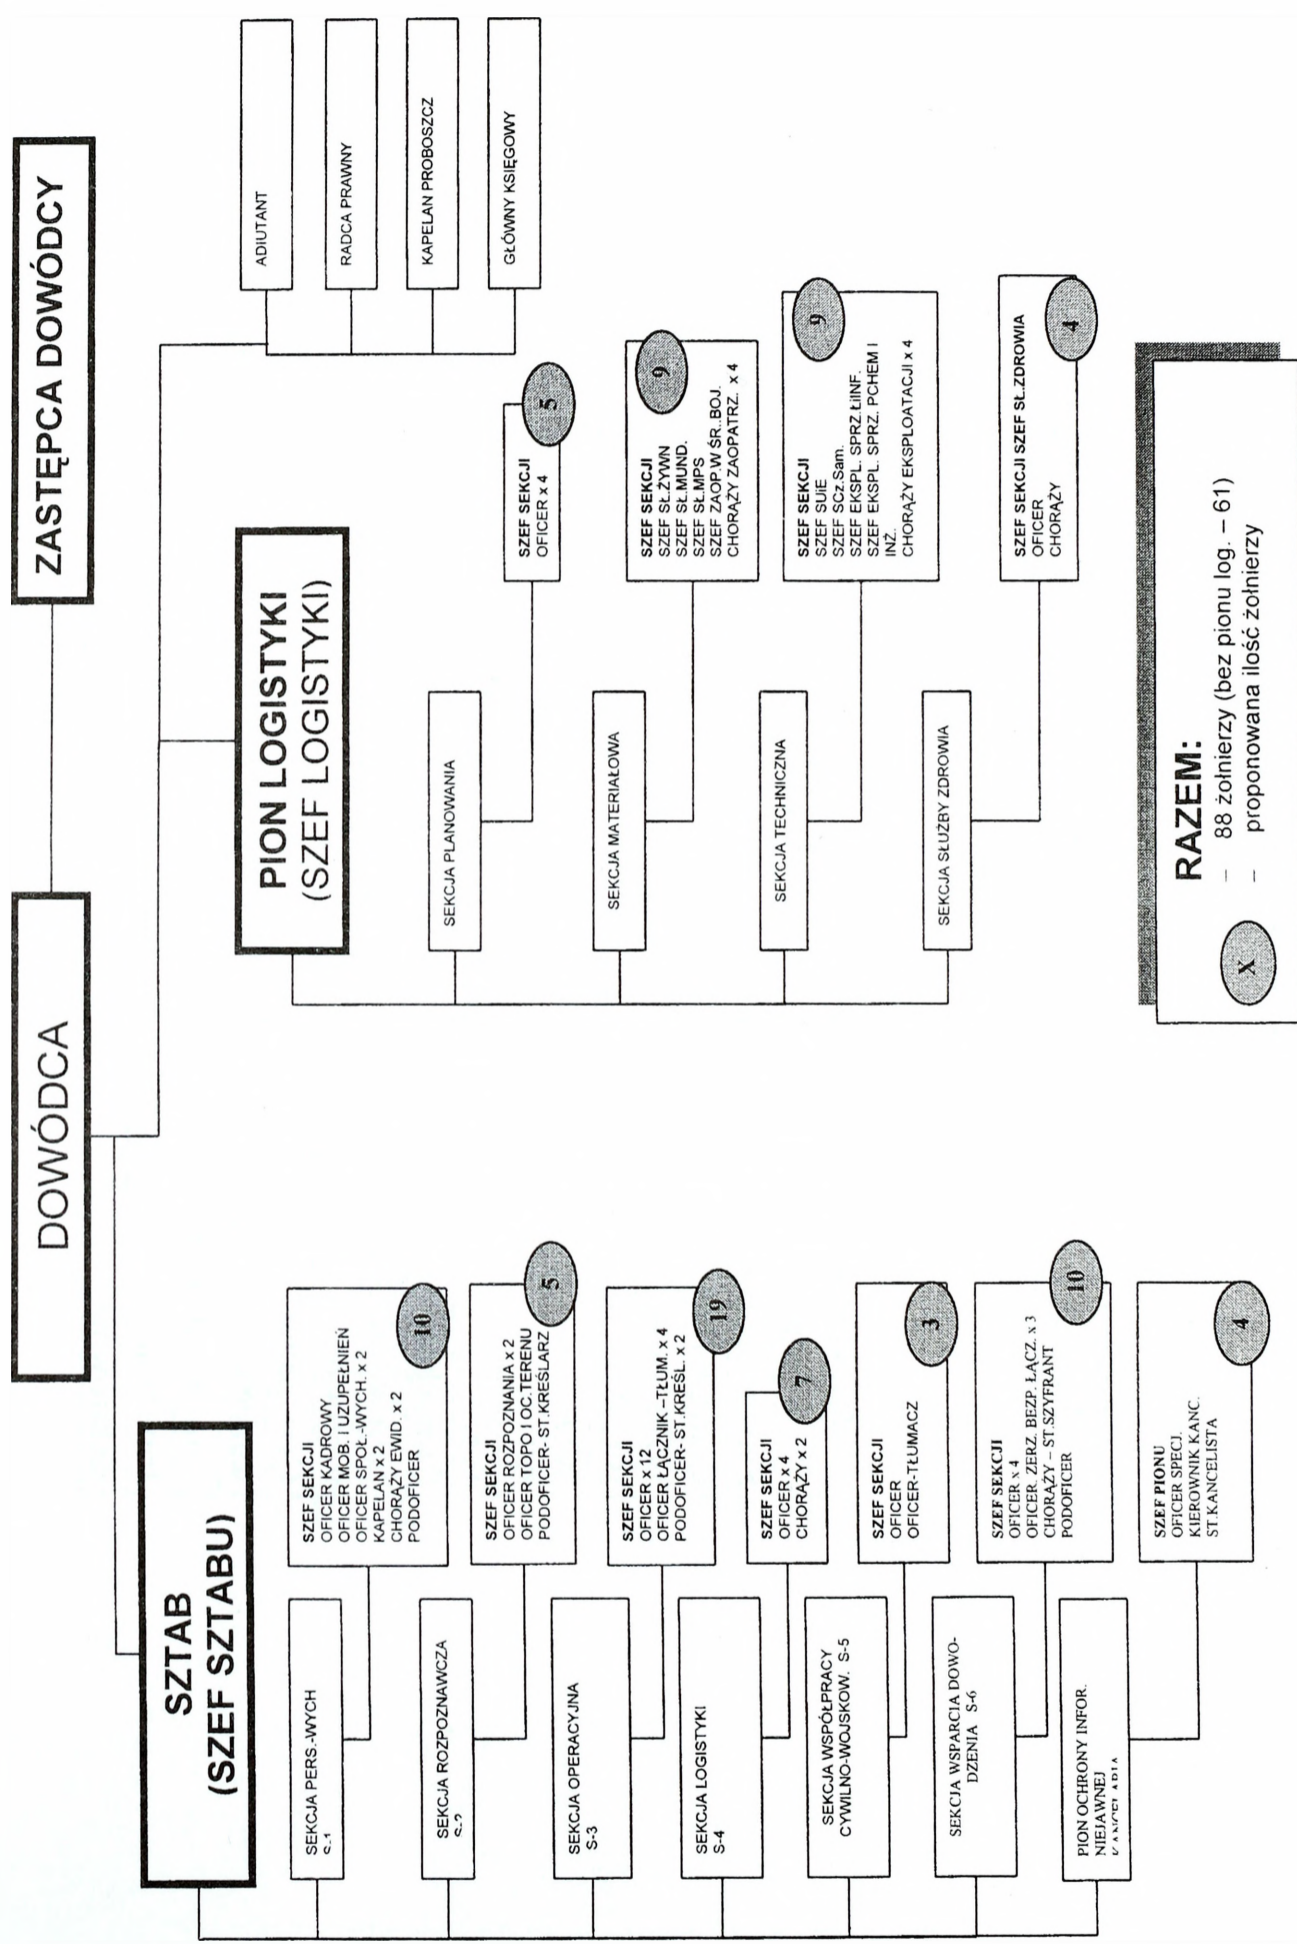 DOWÓDCA
ZASTĘPCA DOWÓDCY
SZTAB
(SZEF SZTABU)
SEKCJA PERS.-WYCH
S-1
SZEF SEKCJI
OFICER KADROWY
OFICER MOB. I UZUPEŁNIEŃ
OFICER SPOŁ.-WYCH. x 2
KAPELAN x 2
CHORĄŻY EWID. x 2
PODOFICER
10
SEKCJA ROZPOZNAWCZA
S-2
SZEF SEKCJI
OFICER ROZPOZNANIA x 2
OFICER TOPO I OC.TERENU
PODOFICER- ST.KREŚLARZ
5
SEKCJA OPERACYJNA
S-3
SZEF SEKCJI
OFICER x 12
OFICER ŁĄCZNIK –TŁUM. x 4
PODOFICER- ST.KREŚL. x 2
19
SEKCJA LOGISTYKI
S-4
SZEF SEKCJI
OFICER x 4
CHORĄŻY x 2
7
SEKCJA WSPÓŁPRACY
CYWILNO-WOJSKOW. S-5
SZEF SEKCJI
OFICER
OFICER-TŁUMACZ
3
SEKCJA WSPARCIA DOWO-
DZENIA S-6
SZEF SEKCJI
OFICER x 4
OFICER. ZERZ. BEZP. ŁĄCZ. x 3
CHORĄŻY – ST.SZYFRANT
PODOFICER
10
PION OCHRONY INFOR.
NIEJAWNEJ
KANCELARIA
SZEF PIONU
OFICER SPECJ.
KIEROWNIK KANC.
ST.KANCELISTA
4
PION LOGISTYKI
(SZEF LOGISTYKI)
SEKCJA PLANOWANIA
SZEF SEKCJI
OFICER x 4
5
SEKCJA MATERIAŁOWA
SZEF SEKCJI
SZEF SŁ.ŻYWN
SZEF SŁ.MUND.
SZEF SŁ.MPS
SZEF ZAOP.W ŚR..BOJ.
CHORĄŻY ZAOPATRZ. x 4
9
SEKCJA TECHNICZNA
SZEF SEKCJI
SZEF SUiE
SZEF SCz.Sam.
SZEF EKSPL. SPRZ.ŁiINF.
SZEF EKSPL. SPRZ. PCHEM I
INŻ.
CHORĄŻY EKSPLOATACJI x 4
9
SEKCJA SŁUŻBY ZDROWIA
SZEF SEKCJI SZEF SŁ.ZDROWIA
OFICER
CHORĄŻY
4
ADIUTANT
RADCA PRAWNY
KAPELAN PROBOSZCZ
GŁÓWNY KSIĘGOWY
RAZEM:
– 88 żołnierzy (bez pionu log. – 61)
X – proponowana ilość żołnierzy